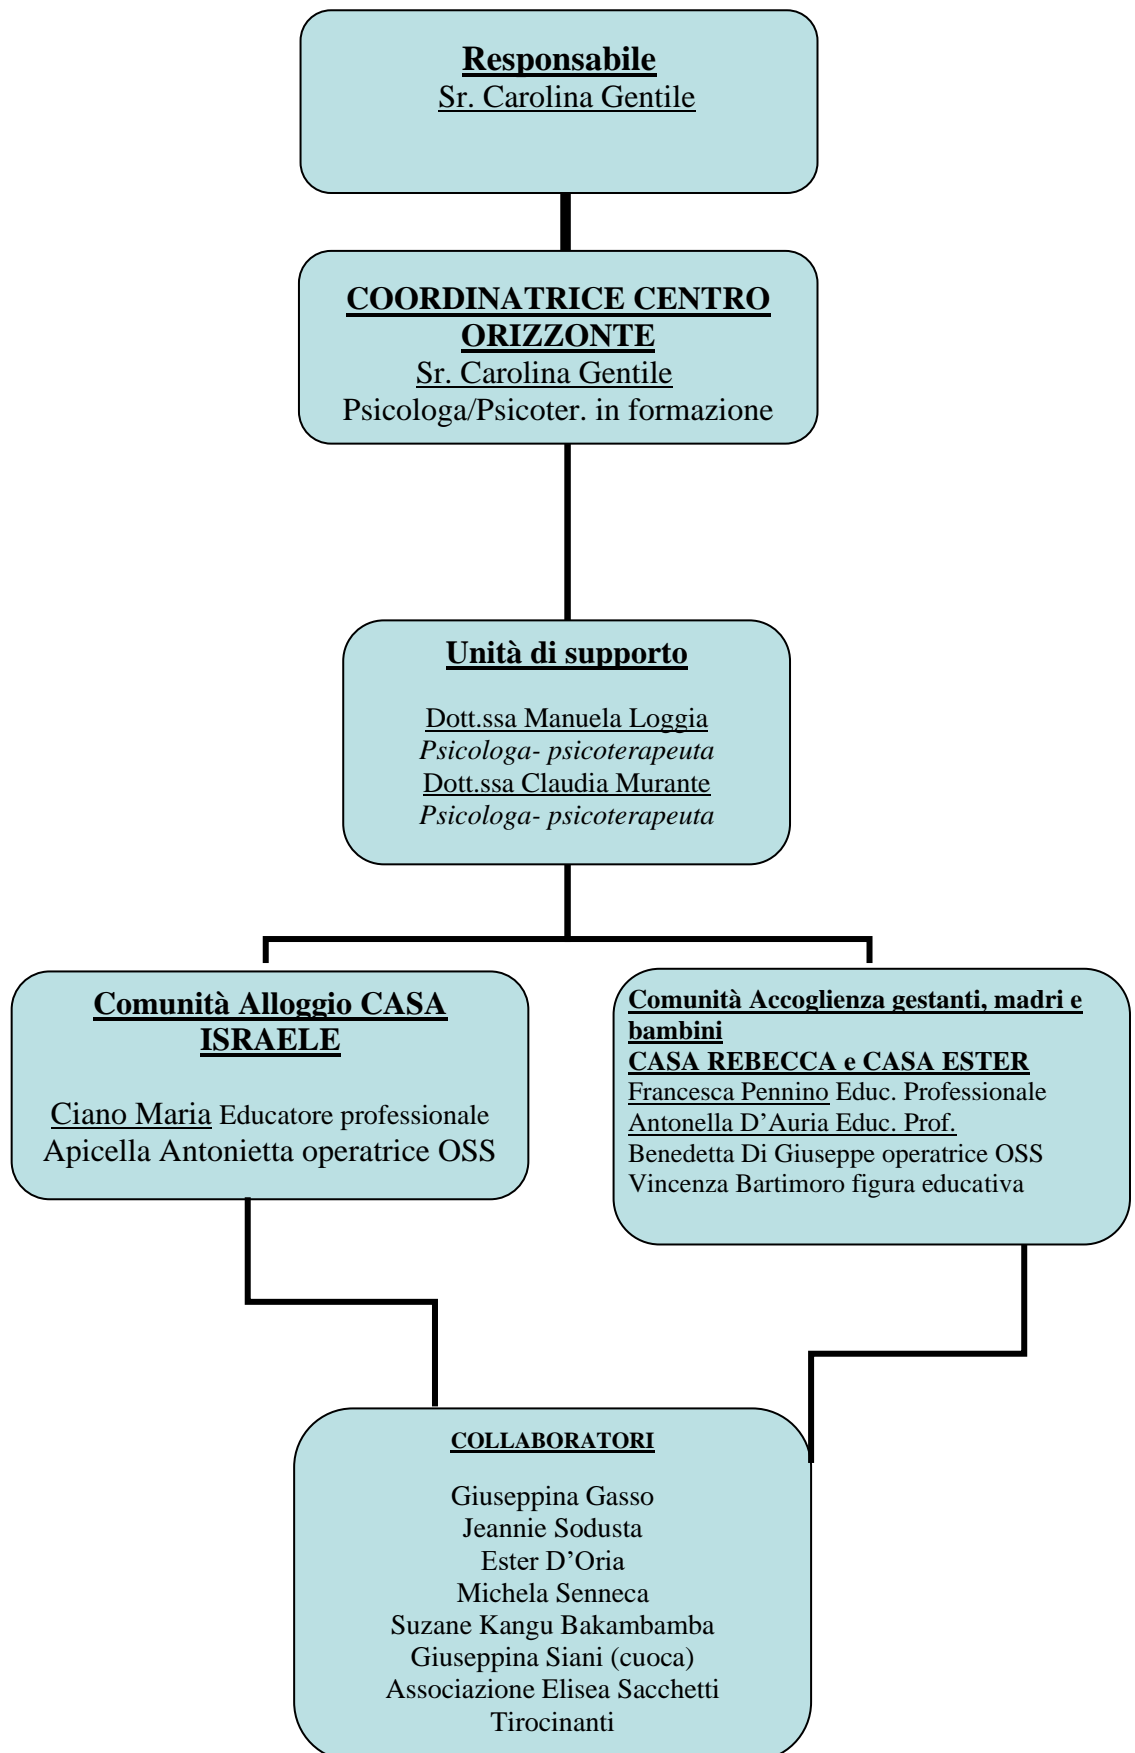 Responsabile
Sr. Carolina Gentile
COORDINATRICE CENTRO
ORIZZONTE
Sr. Carolina Gentile
Psicologa/Psicoter. in formazione
Unità di supporto
Dott.ssa Manuela Loggia
Psicologa- psicoterapeuta
Dott.ssa Claudia Murante
Psicologa- psicoterapeuta
Comunità Alloggio CASA
ISRAELE
Ciano Maria Educatore professionale
Apicella Antonietta operatrice OSS
Comunità Accoglienza gestanti, madri e
bambini
CASA REBECCA e CASA ESTER
Francesca Pennino Educ. Professionale
Antonella D’Auria Educ. Prof.
Benedetta Di Giuseppe operatrice OSS
Vincenza Bartimoro figura educativa
COLLABORATORI
Giuseppina Gasso
Jeannie Sodusta
Ester D’Oria
Michela Senneca
Suzane Kangu Bakambamba
Giuseppina Siani (cuoca)
Associazione Elisea Sacchetti
Tirocinanti